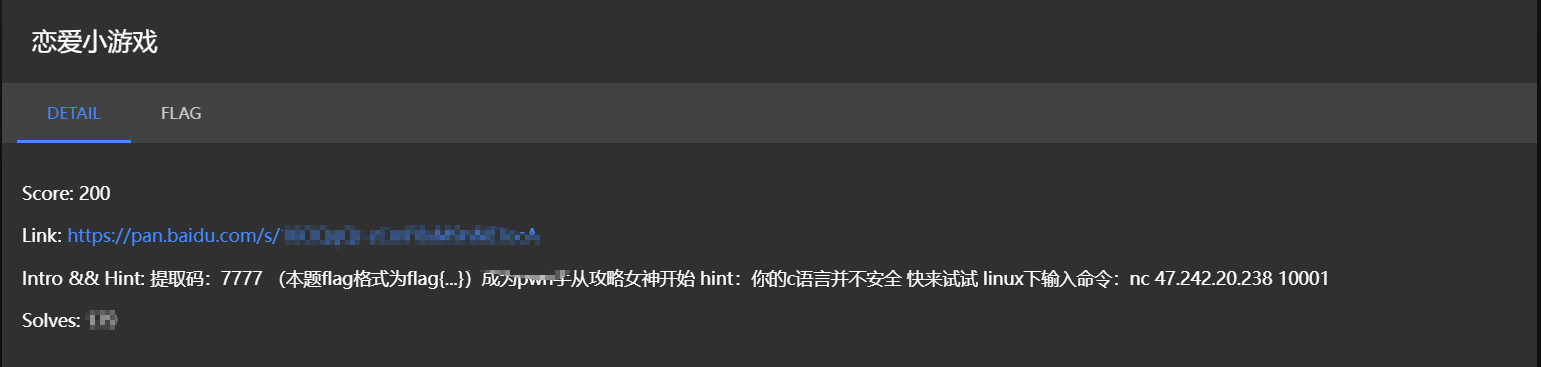 恋爱小游戏
DETAIL FLAG
Score: 200
Link: https://pan.baidu.com/s/
Intro && Hint: 提取码：7777 （本题flag格式为flag{...}）成为pwn手从攻略女神开始 hint：你的c语言并不安全 快来试试 linux下输入命令：nc 47.242.20.238 10001
Solves: